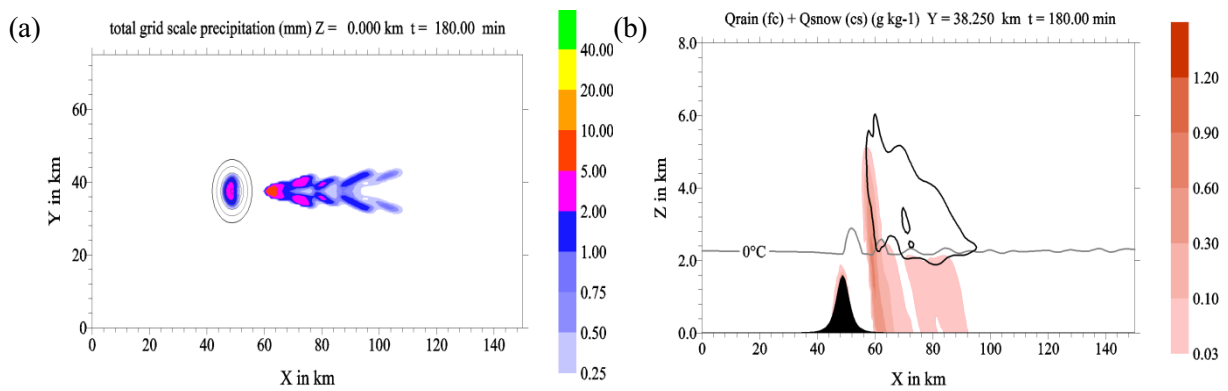 (a)
total grid scale precipitation (mm) Z = 0.000 km t = 180.00 min
Y in km
60
40
20
0
0 20 40 60 80 100 120 140
X in km
40.00
20.00
10.00
5.00
2.00
1.00
0.75
0.50
0.25
(b)
Qrain (fc) + Qsnow (cs) (g kg-1) Y = 38.250 km t = 180.00 min
Z in km
8.0
6.0
4.0
2.0
0.0
0°C
0 20 40 60 80 100 120 140
X in km
1.20
0.90
0.60
0.30
0.10
0.03